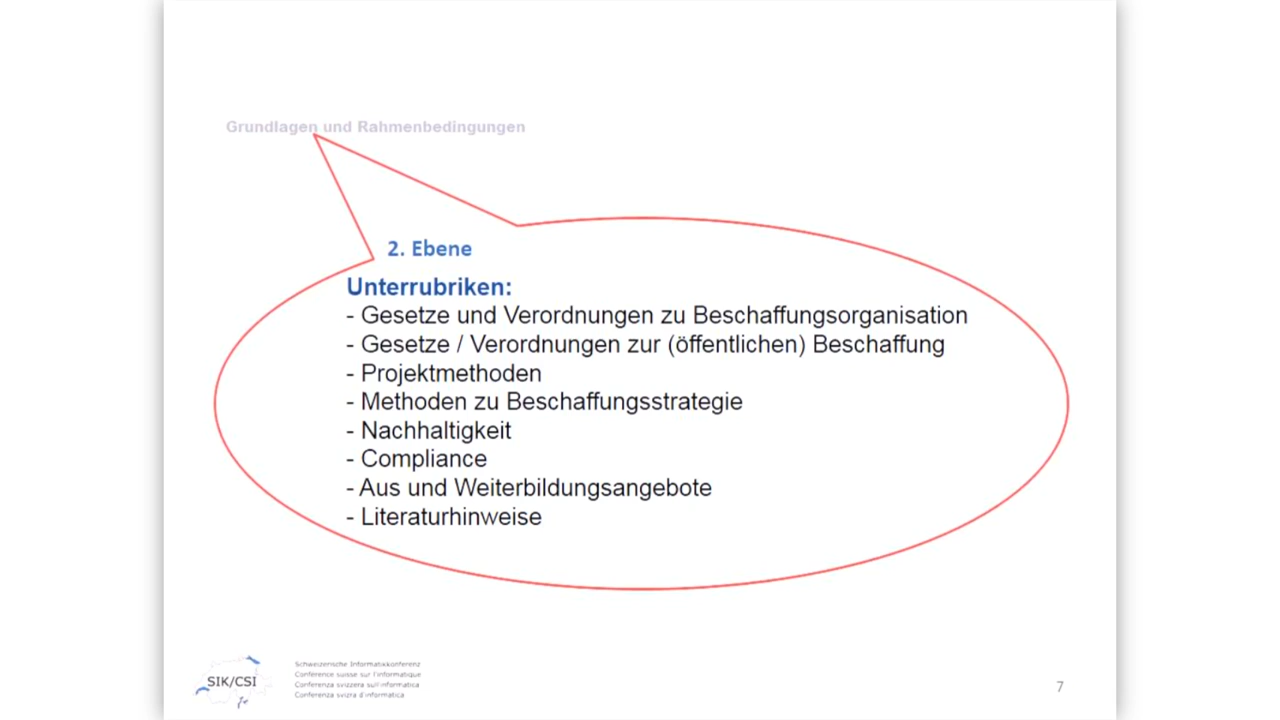 Grundlagen und Rahmenbedingungen
2. Ebene
Unterrubriken:
- Gesetze und Verordnungen zu Beschaffungsorganisation
- Gesetze / Verordnungen zur (öffentlichen) Beschaffung
- Projektmethoden
- Methoden zu Beschaffungsstrategie
- Nachhaltigkeit
- Compliance
- Aus und Weiterbildungsangebote
- Literaturhinweise
SIK/CSI
Schweizerische Informatikkonferenz
Conférence suisse sur l'informatique
Conferenza svizzera sull'informatica
Conferenza svizra d'informatica
7